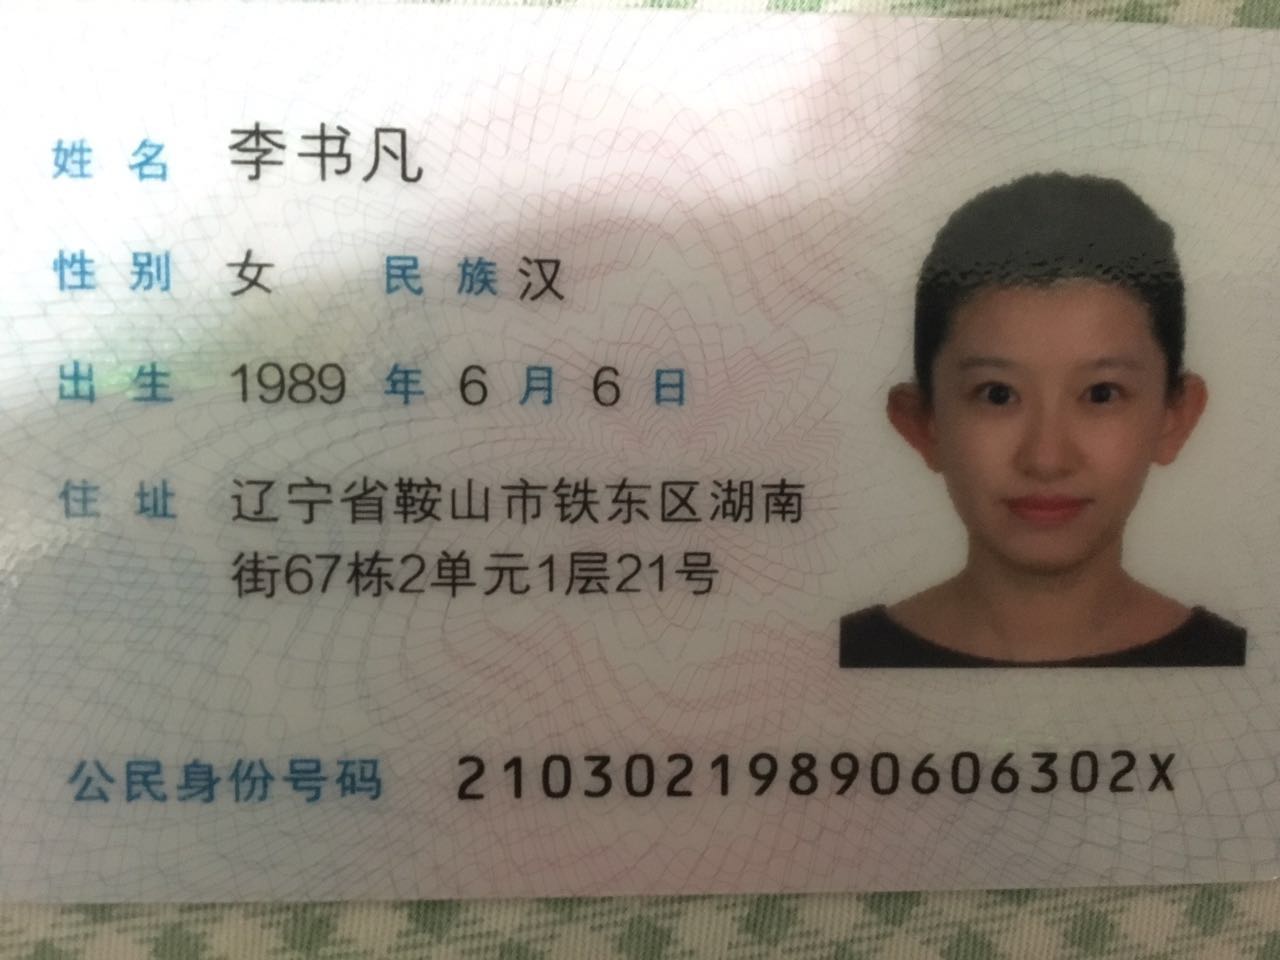 姓名 李书凡
性别 女 民族 汉
出生 1989 年 6 月 6 日
住址 辽宁省鞍山市铁东区湖南
街67栋2单元1层21号
公民身份号码 21030219890606302X